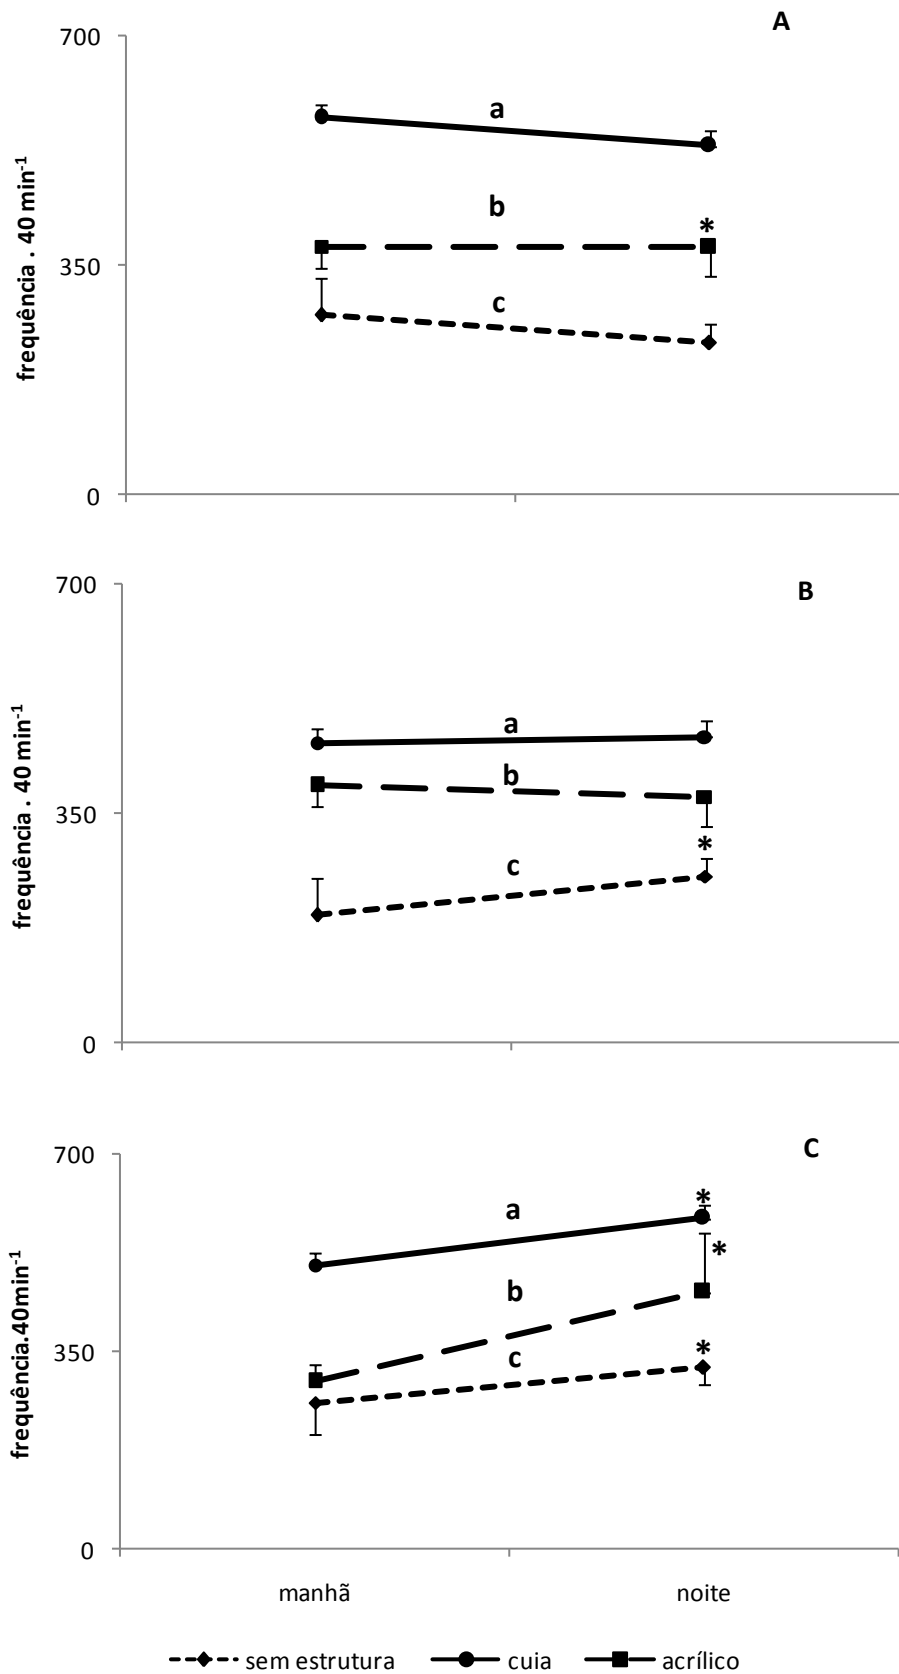 A
700
a
b
*
350
c
0
frequência . 40 min-1
B
700
a
b
350
*
c
0
frequência . 40 min-1
C
700
*
a
*
b
350
*
c
0
frequência.40min-1
manhã noite
sem estrutura cuia acrílico